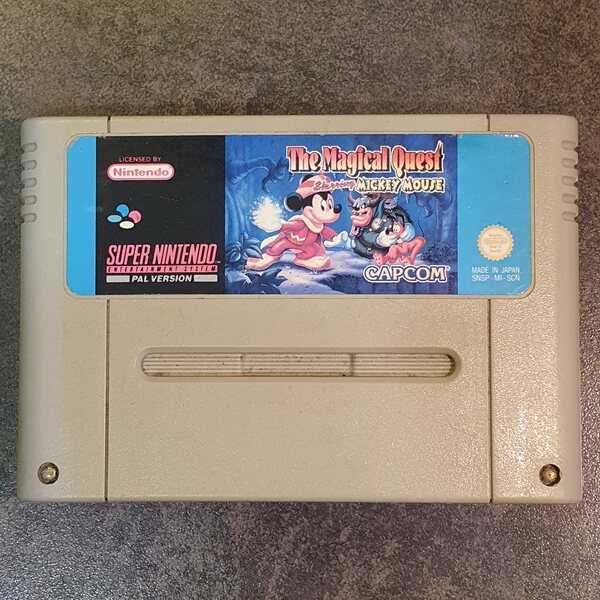 LICENSED BY
Nintendo
SUPER NINTENDO
ENTERTAINMENT SYSTEM
PAL VERSION
The Magical Quest
Starring MICKEY MOUSE
CAPCOM
MADE IN JAPAN
SNSP-MI-SCN